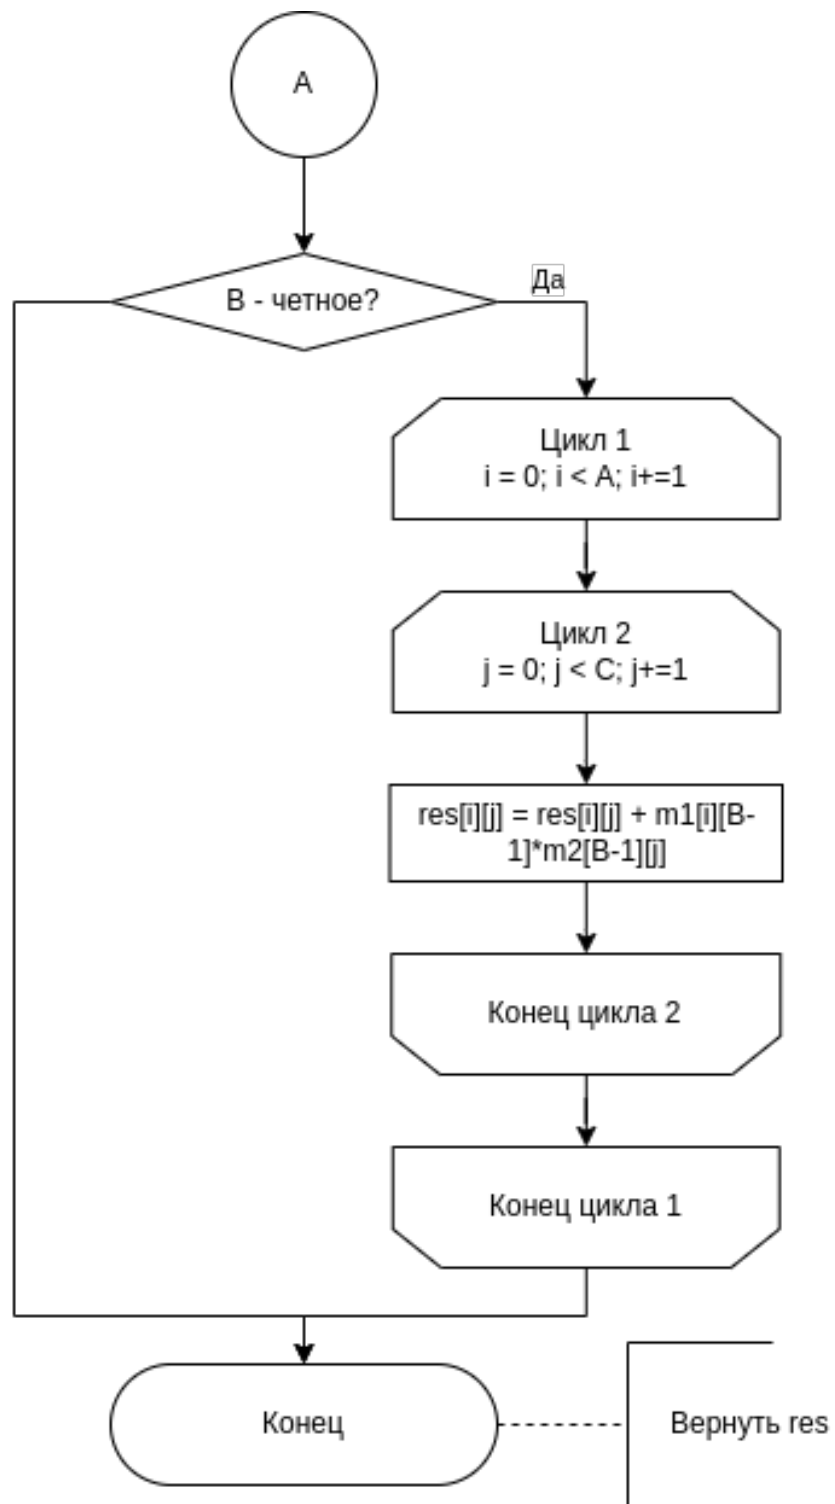 A
B - четное?
Да
Цикл 1
i = 0; i < A; i+=1
Цикл 2
j = 0; j < C; j+=1
res[i][j] = res[i][j] + m1[i][B-
1]*m2[B-1][j]
Конец цикла 2
Конец цикла 1
Конец
Вернуть res